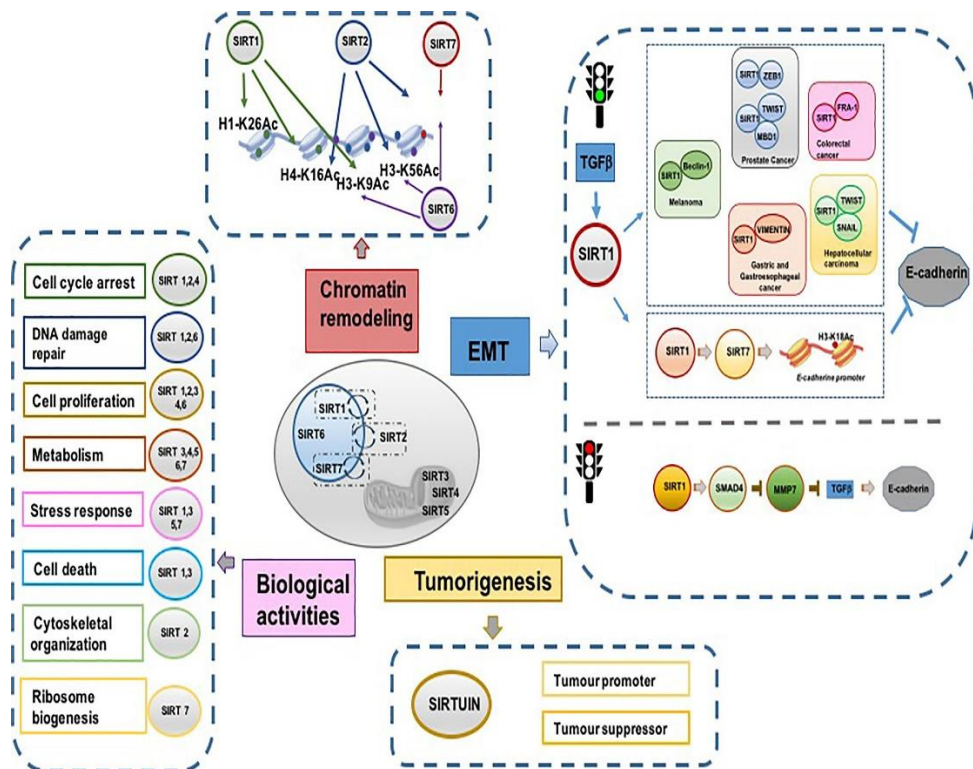 SIRT1
SIRT2
SIRT7
H1-K26Ac
H4-K16Ac
H3-K9Ac
H3-K56Ac
SIRT6
Chromatin
remodeling
EMT
TGFβ
SIRT1
SIRT1
Beclin-1
Melanoma
SIRT1
ZEB1
SIRT1
TWIST
MBD1
Prostate Cancer
SIRT1
FRA-1
Colorectal
cancer
SIRT1
VIMENTIN
Gastric and
Gastroesophageal
cancer
SIRT1
TWIST
SNAIL
Hepatocellular
carcinoma
E-cadherin
SIRT1
SIRT7
H3-K18Ac
E-cadherine promoter
SIRT1
SMAD4
MMP7
TGFβ
E-cadherin
Cell cycle arrest
SIRT 1,2,4
DNA damage
repair
SIRT 1,2,6
Cell proliferation
SIRT 1,2,3
4,6
Metabolism
SIRT 3,4,5
6,7
Stress response
SIRT 1,3
5,7
Cell death
SIRT 1,3
Cytoskeletal
organization
SIRT 2
Ribosome
biogenesis
SIRT 7
SIRT1
SIRT6
SIRT2
SIRT7
SIRT3
SIRT4
SIRT5
Biological
activities
Tumorigenesis
SIRTUIN
Tumour promoter
Tumour suppressor